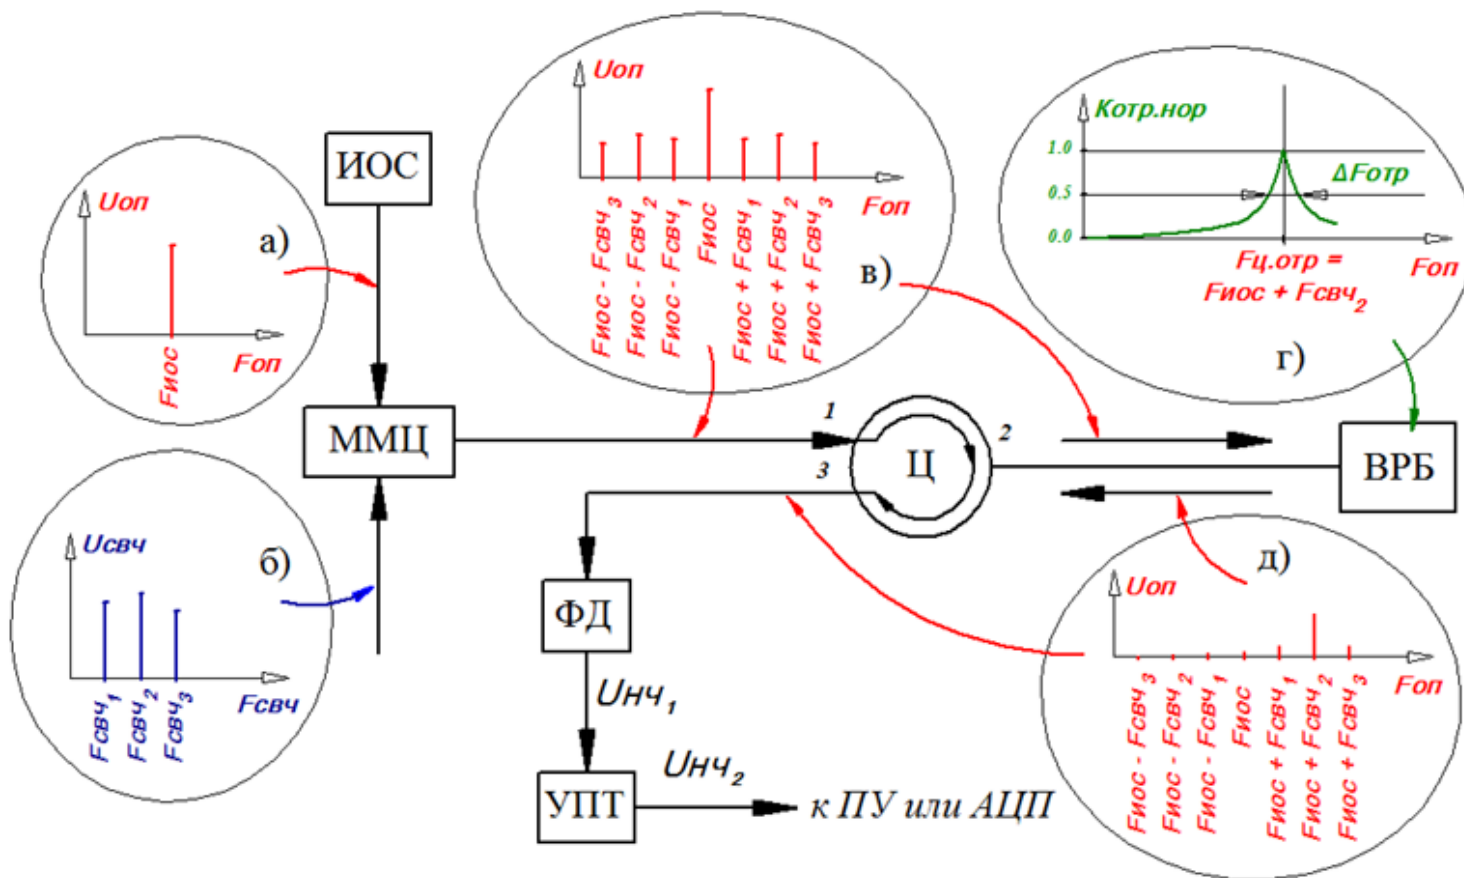 ИОС
Uоп
а)
Fиос
Fоп
Uоп
Fиос - Fсвч3
Fиос - Fсвч2
Fиос - Fсвч1
Fиос
Fиос + Fсвч1
Fиос + Fсвч2
Fиос + Fсвч3
Fоп
в)
Kотр.нор
1.0
0.5
0.0
ΔFотр
Fц.отр =
Fиос + Fсвч2
Fоп
г)
ММЦ
1
2
3
Ц
ВРБ
Uсвч
б)
Fсвч1
Fсвч2
Fсвч3
Fсвч
ФД
Uнч1
УПТ
Uнч2
к ПУ или АЦП
д)
Uоп
Fиос - Fсвч3
Fиос - Fсвч2
Fиос - Fсвч1
Fиос
Fиос + Fсвч1
Fиос + Fсвч2
Fиос + Fсвч3
Fоп